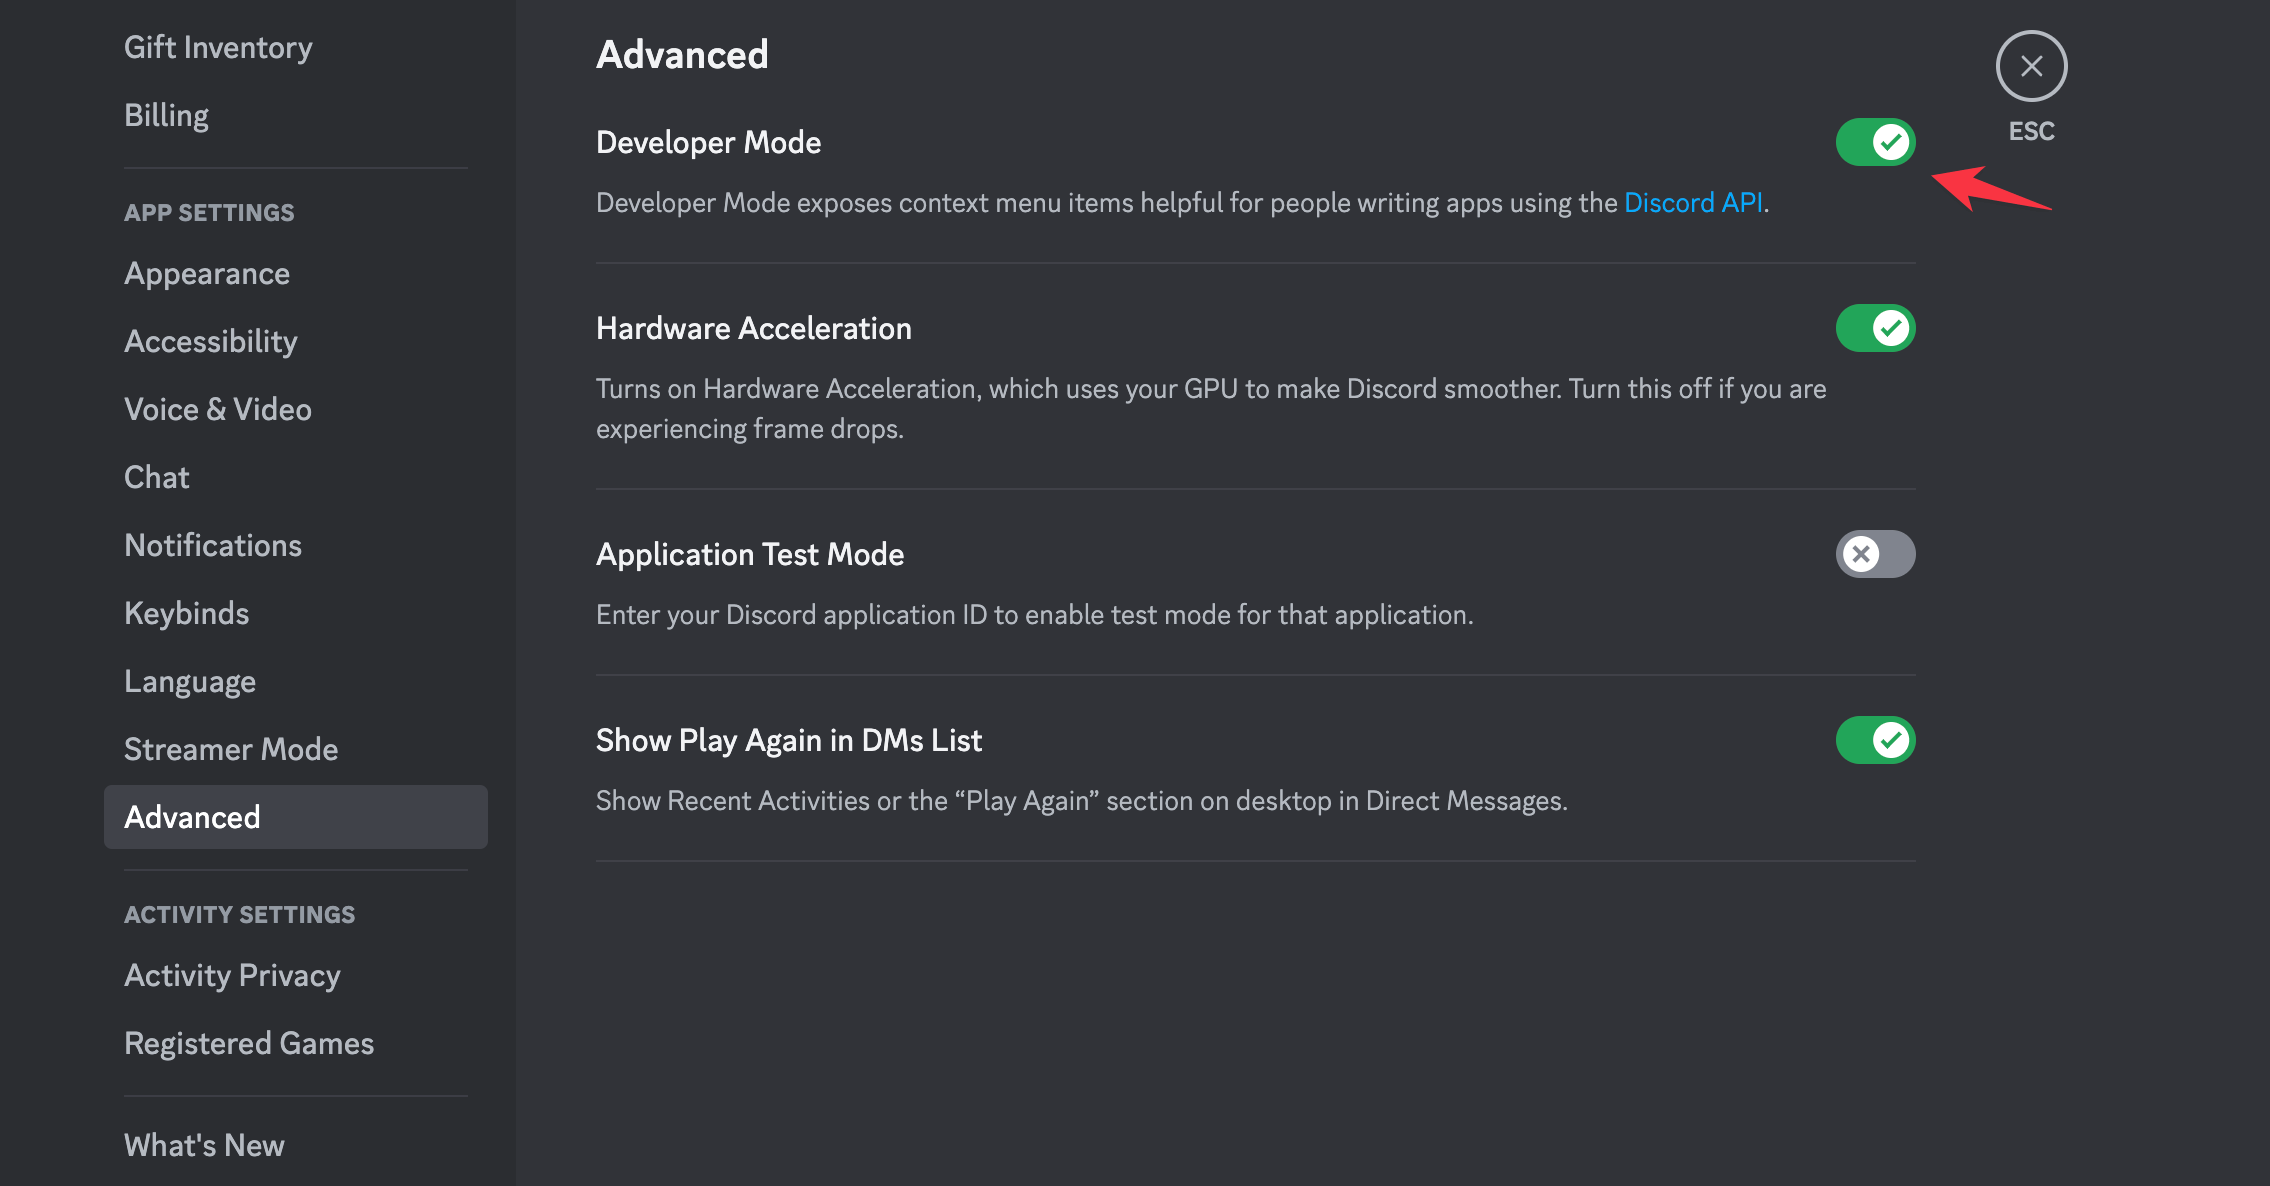 Gift Inventory
Billing
APP SETTINGS
Appearance
Accessibility
Voice & Video
Chat
Notifications
Keybinds
Language
Streamer Mode
Advanced
ACTIVITY SETTINGS
Activity Privacy
Registered Games
What's New
Advanced
ESC
Developer Mode
Developer Mode exposes context menu items helpful for people writing apps using the Discord API.
Hardware Acceleration
Turns on Hardware Acceleration, which uses your GPU to make Discord smoother. Turn this off if you are
experiencing frame drops.
Application Test Mode
Enter your Discord application ID to enable test mode for that application.
Show Play Again in DMs List
Show Recent Activities or the “Play Again” section on desktop in Direct Messages.